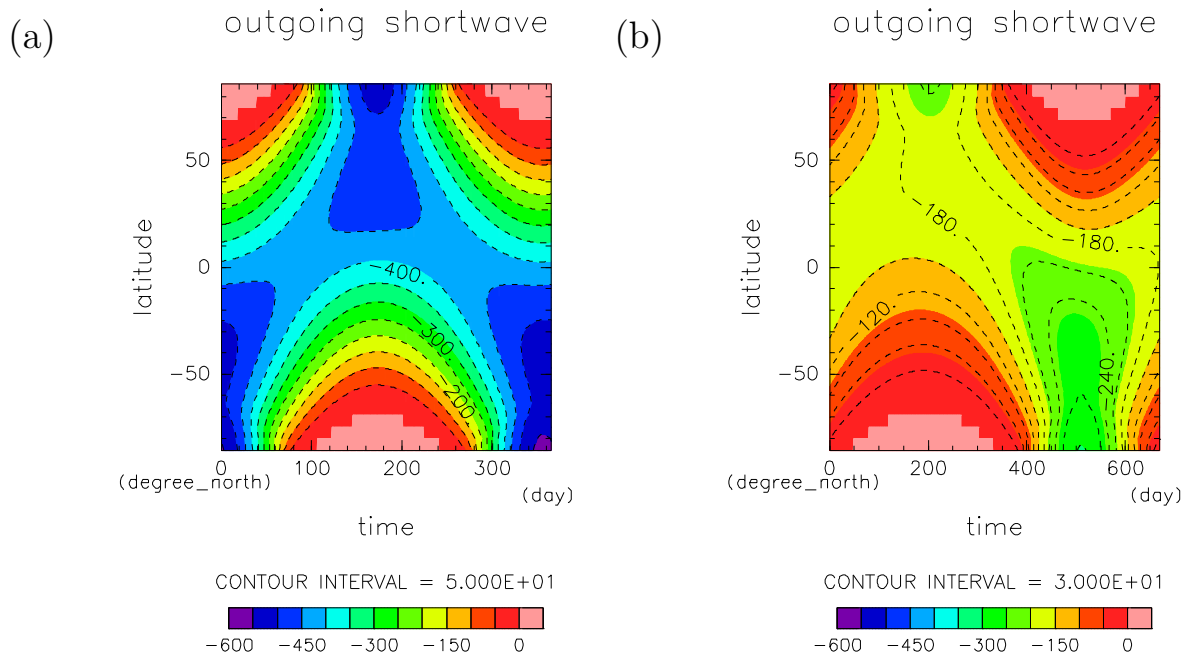 (a)
outgoing shortwave
latitude
50
0
−50
−400.
−300.
−200.
0 100 200 300
(degree_north)
(day)
time
CONTOUR INTERVAL = 5.000E+01
−600 −450 −300 −150 0
(b)
outgoing shortwave
latitude
50
0
−50
−180.
−180.
120.
−240.
0 200 400 600
(degree_north)
(day)
time
CONTOUR INTERVAL = 3.000E+01
−600 −450 −300 −150 0